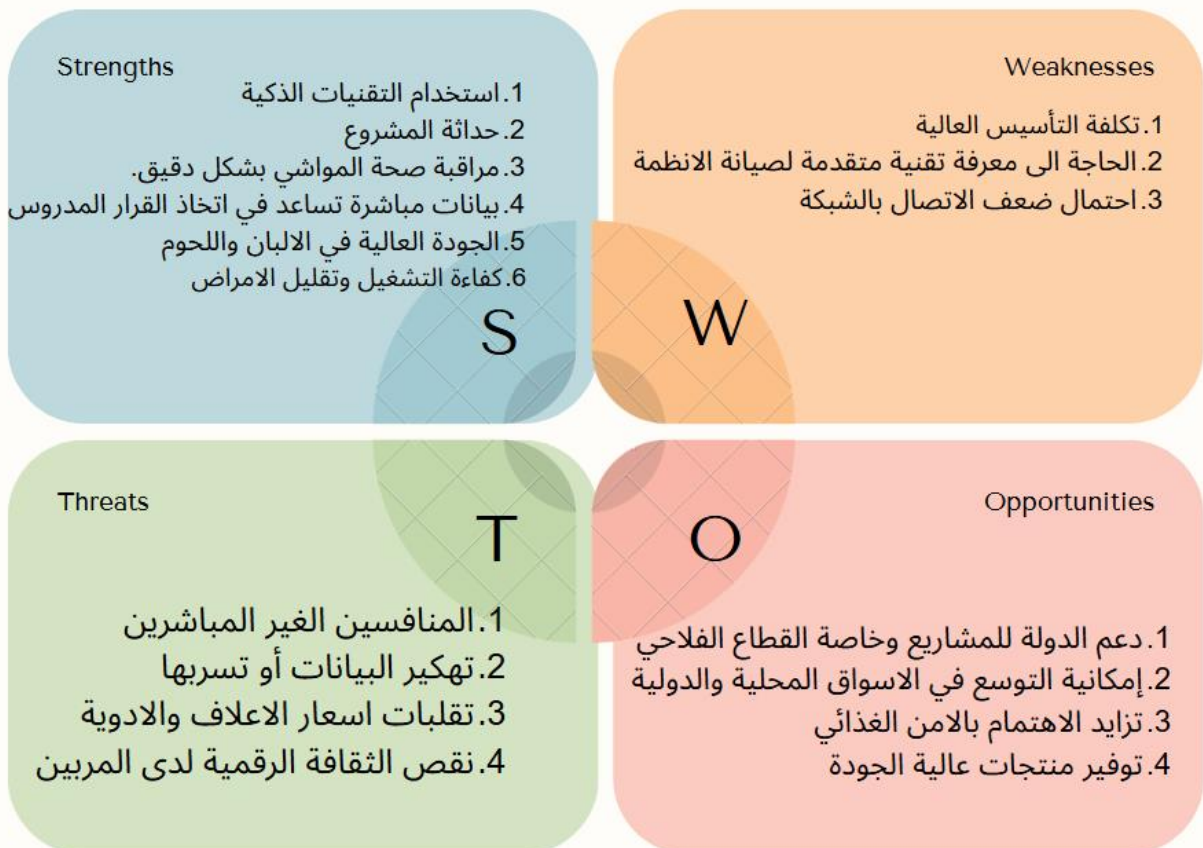 Strengths
1.استخدام التقنيات الذكية
2.حداثة المشروع
3.مراقبة صحة المواشي بشكل دقيق.
4.بيانات مباشرة تساعد في اتخاذ القرار المدروس
5.الجودة العالية في الالبان واللحوم
6.كفاءة التشغيل وتقليل الامراض
S
Weaknesses
1.تكلفة التأسيس العالية
2.الحاجة الى معرفة تقنية متقدمة لصيانة الانظمة
3.احتمال ضعف الاتصال بالشبكة
W
Threats
T
1.المنافسين الغير المباشرين
2.تهكير البيانات أو تسربها
3.تقلبات اسعار الاعلاف والادوية
4.نقص الثقافة الرقمية لدى المربين
Opportunities
O
1.دعم الدولة للمشاريع وخاصة القطاع الفلاحي
2.إمكانية التوسع في الاسواق المحلية والدولية
3.تزايد الاهتمام بالامن الغذائي
4.توفير منتجات عالية الجودة